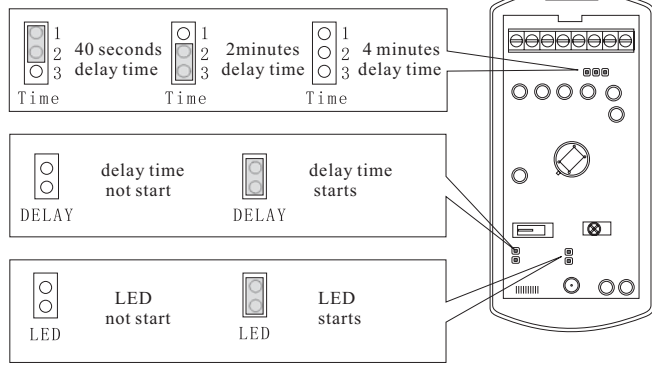 1
2
3
40 seconds
delay time
Time
1
2
3
2minutes
delay time
Time
1
2
3
4 minutes
delay time
Time
delay time
not start
DELAY
delay time
starts
DELAY
LED
not start
LED
LED
starts
LED